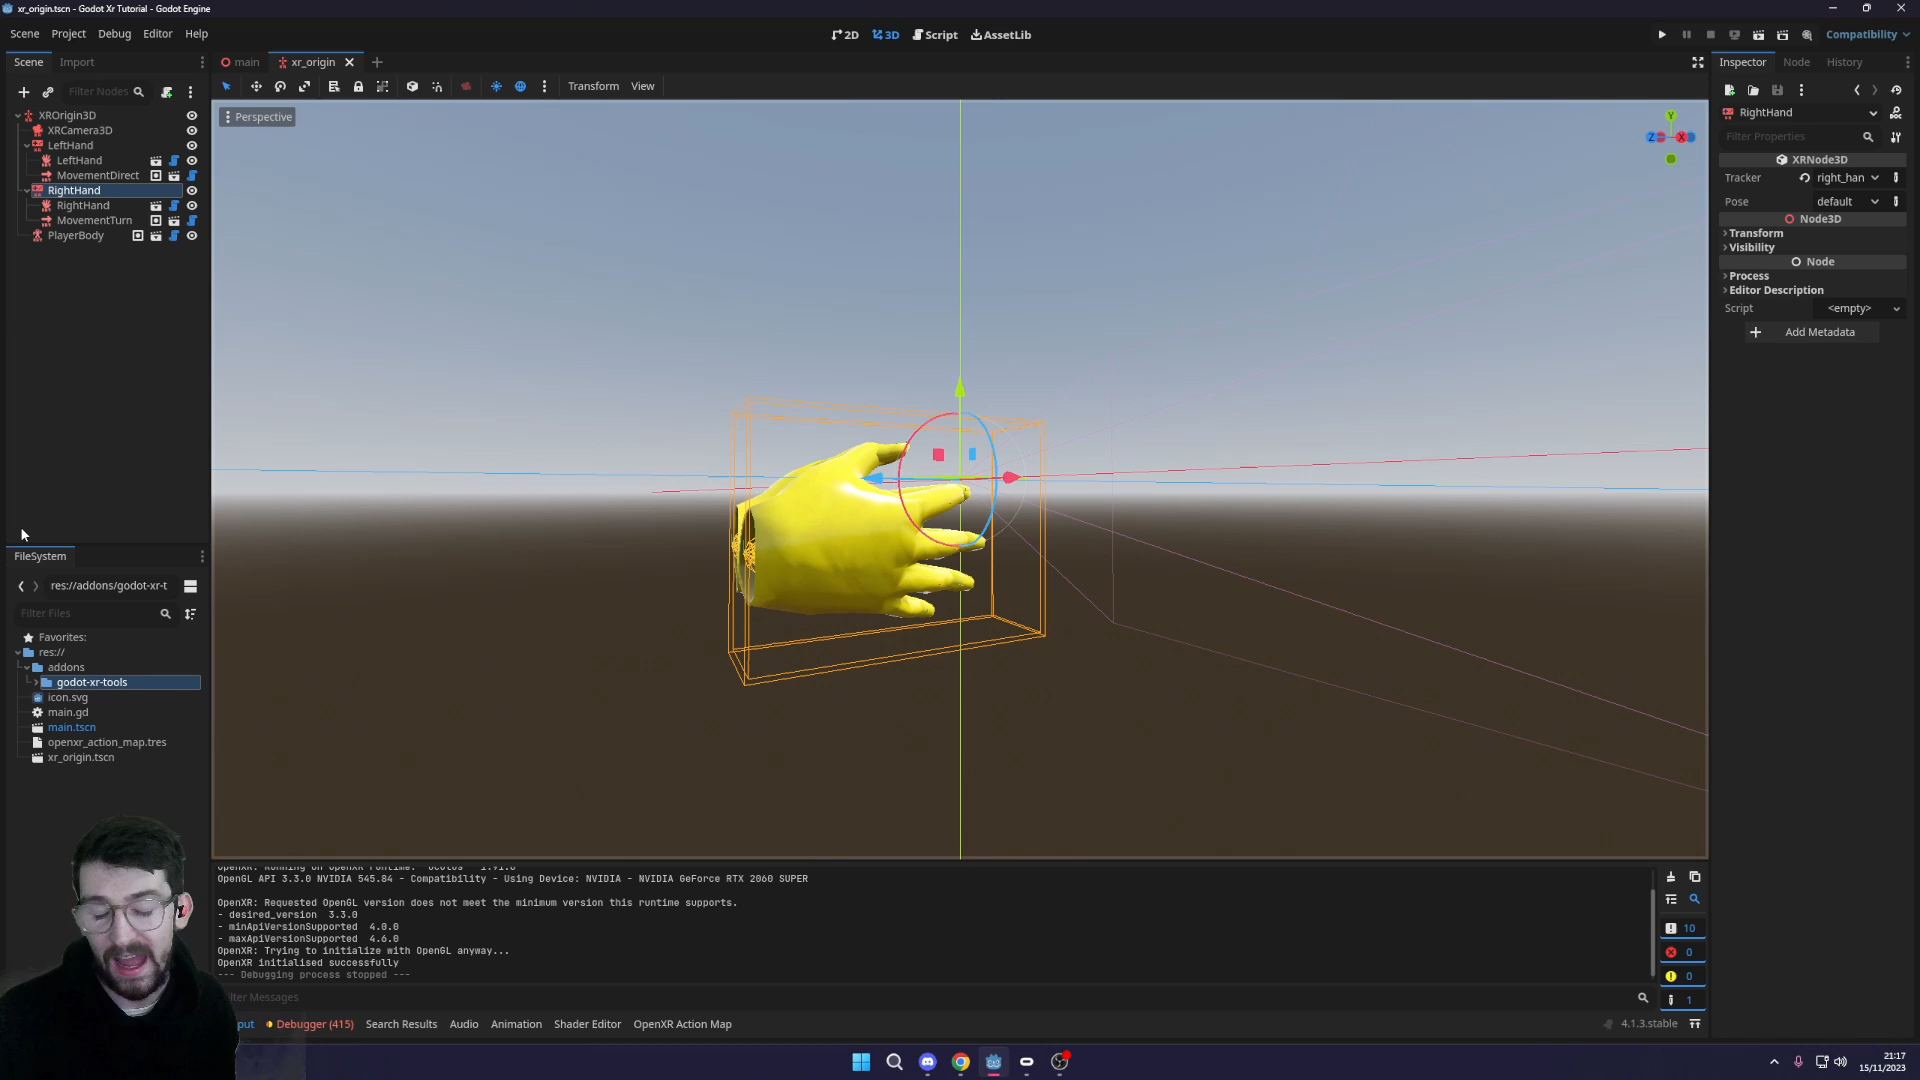 xr_origin.tscn - Godot Xr Tutorial - Godot Engine
Scene Project Debug Editor Help
2D 3D Script AssetLib
Compatibility
Scene Import
main xr_origin
Inspector Node History
Filter Nodes
Transform View
XROrigin3D
XRCamera3D
LeftHand
LeftHand
MovementDirect
RightHand
RightHand
MovementTurn
PlayerBody
Perspective
Y
Z X
RightHand
Filter Properties
XRNode3D
Tracker right_han
Pose default
Node3D
Transform
Visibility
Node
Process
Editor Description
Script <empty>
Add Metadata
FileSystem
res://addons/godot-xr-t
Filter Files
Favorites:
res://
addons
godot-xr-tools
icon.svg
main.gd
main.tscn
openxr_action_map.tres
xr_origin.tscn
OpenGL API 3.3.0 NVIDIA 545.84 - Compatibility - Using Device: NVIDIA - NVIDIA GeForce RTX 2060 SUPER
OpenXR: Requested OpenGL version does not meet the minimum version this runtime supports.
- desired_version 3.3.0
- minApiVersionSupported 4.0.0
- maxApiVersionSupported 4.6.0
OpenXR: Trying to initialize with OpenGL anyway...
OpenXR initialised successfully
--- Debugging process stopped ---
10
0
0
1
Messages
Debugger (415) Search Results Audio Animation Shader Editor OpenXR Action Map
4.1.3.stable
21:17
15/11/2023